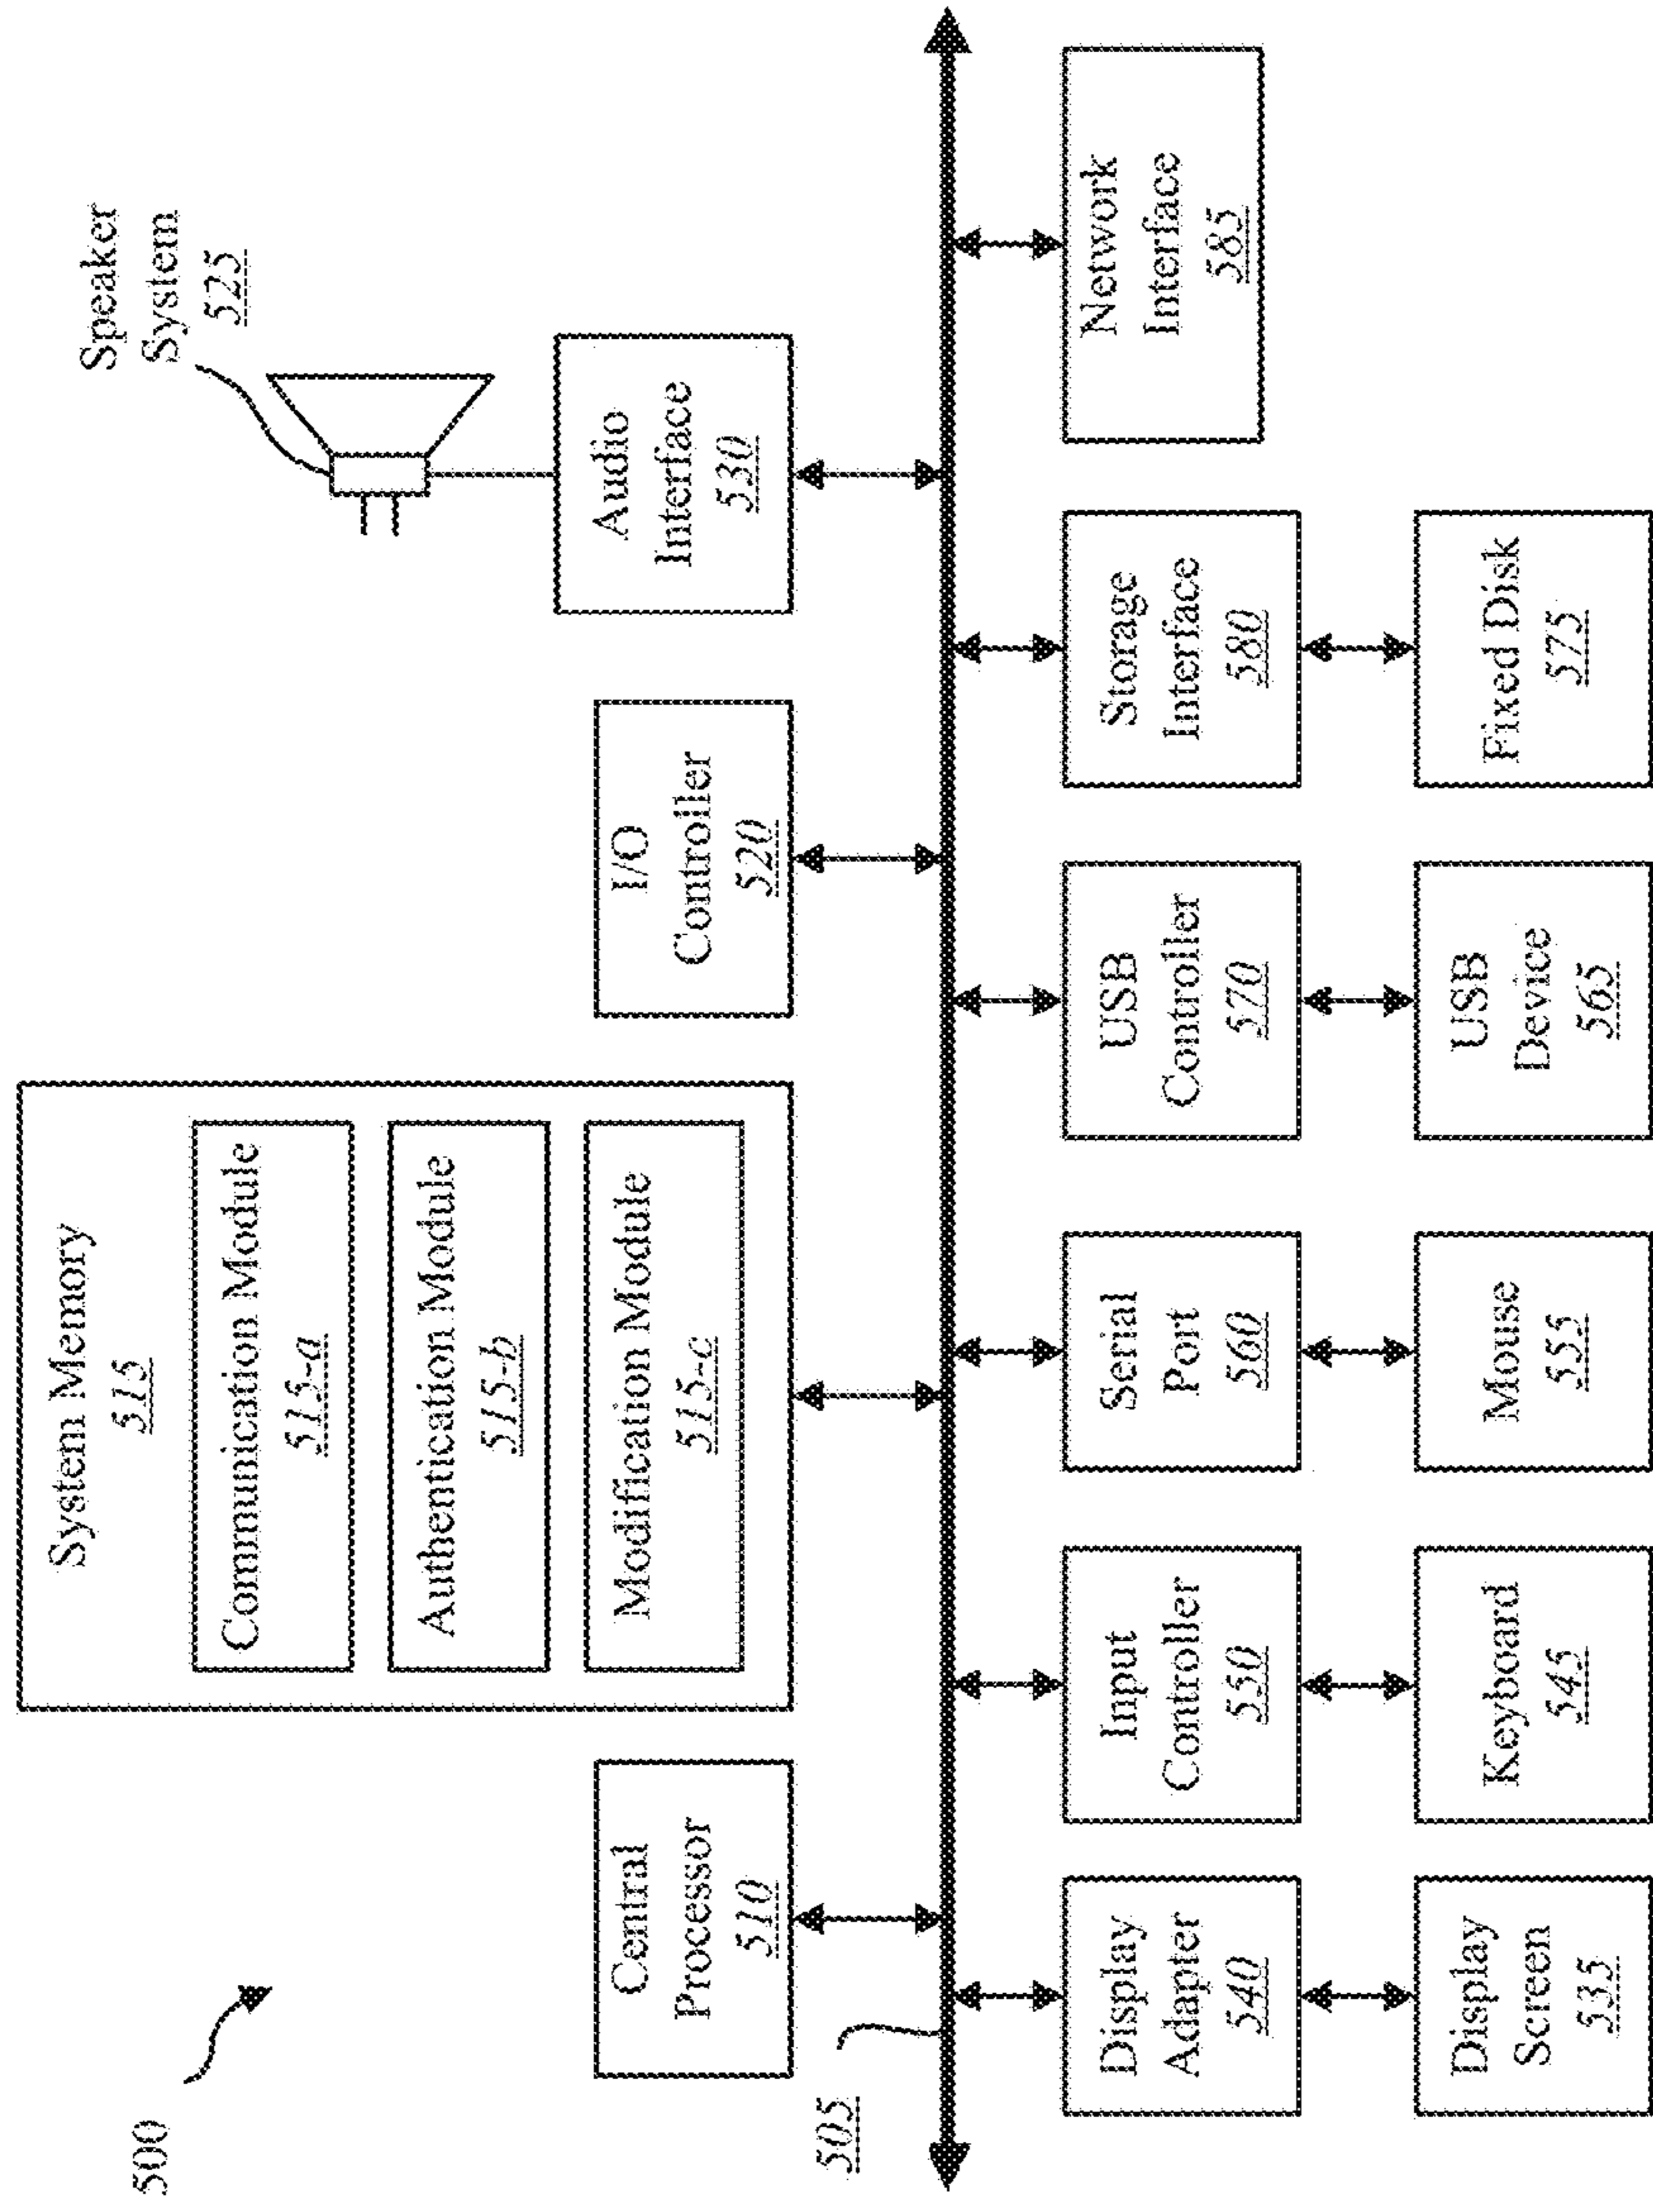 500
System Memory
515
Communication Module
515-a
Authentication Module
515-b
Modification Module
515-c
Speaker
System
525
Central
Processor
510
I/O
Controller
520
Audio
Interface
530
505
Display
Adapter
540
Input
Controller
550
Serial
Port
560
USB
Controller
570
Storage
Interface
580
Network
Interface
585
Display
Screen
535
Keyboard
545
Mouse
555
USB
Device
565
Fixed Disk
575